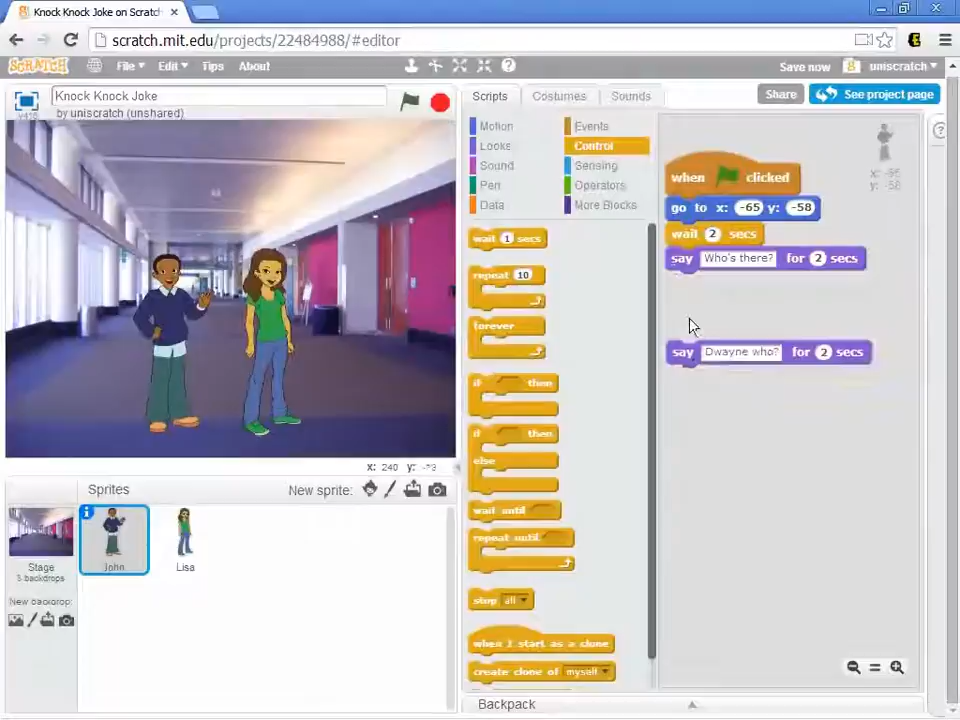 Knock Knock Joke on Scratch
scratch.mit.edu/projects/22484988/#editor
SCRATCH
File
Edit
Tips
About
Save now
uniscratch
Knock Knock Joke
by uniscratch (unshared)
Scripts
Costumes
Sounds
Share
See project page
Motion
Looks
Sound
Pen
Data
Events
Control
Sensing
Operators
More Blocks
wait 1 secs
repeat 10
forever
if then
if then
else
wait until
repeat until
stop all
when I start as a clone
create clone of myself
when clicked
go to x: -65 y: -58
wait 2 secs
say Who's there? for 2 secs
say Dwayne who? for 2 secs
x: -65
y: -58
x: 240
Sprites
New sprite:
Stage
3 backdrops
New backdrop:
John
Lisa
Backpack